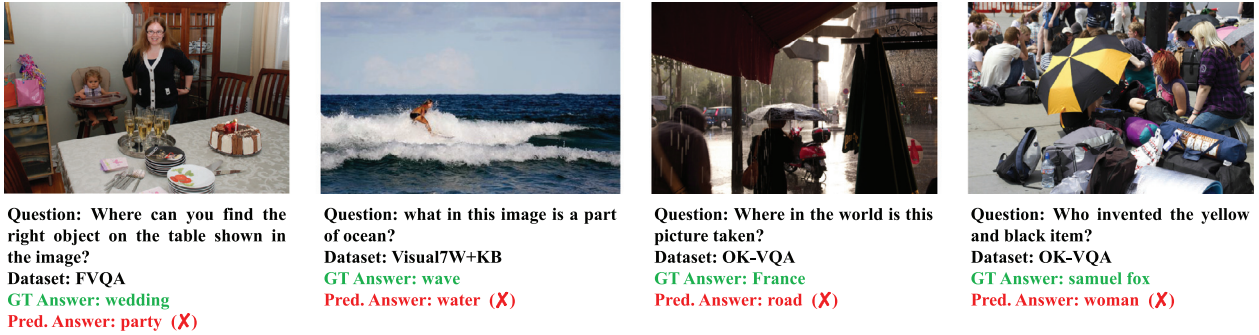 Question: Where can you find the
right object on the table shown in
the image?
Dataset: FVQA
GT Answer: wedding
Pred. Answer: party (✗)
Question: what in this image is a part
of ocean?
Dataset: Visual7W+KB
GT Answer: wave
Pred. Answer: water (✗)
Question: Where in the world is this
picture taken?
Dataset: OK-VQA
GT Answer: France
Pred. Answer: road (✗)
Question: Who invented the yellow
and black item?
Dataset: OK-VQA
GT Answer: samuel fox
Pred. Answer: woman (✗)